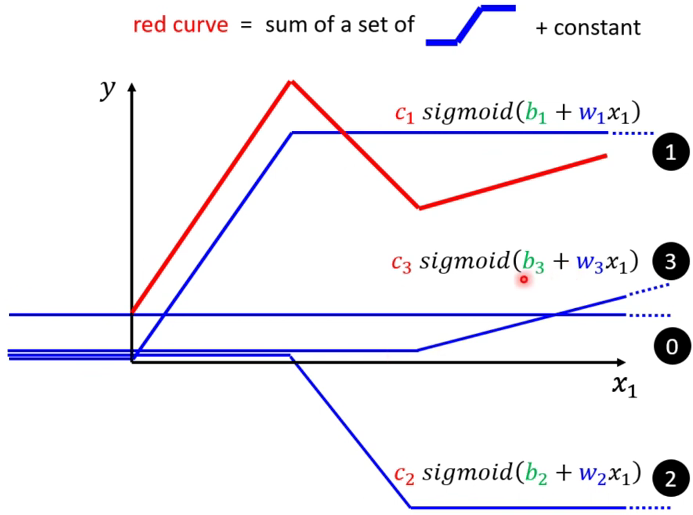 red curve = sum of a set of + constant
y
c₁ sigmoid(b₁ + w₁x₁)
1
c₃ sigmoid(b₃ + w₃x₁)
3
0
x₁
c₂ sigmoid(b₂ + w₂x₁)
2